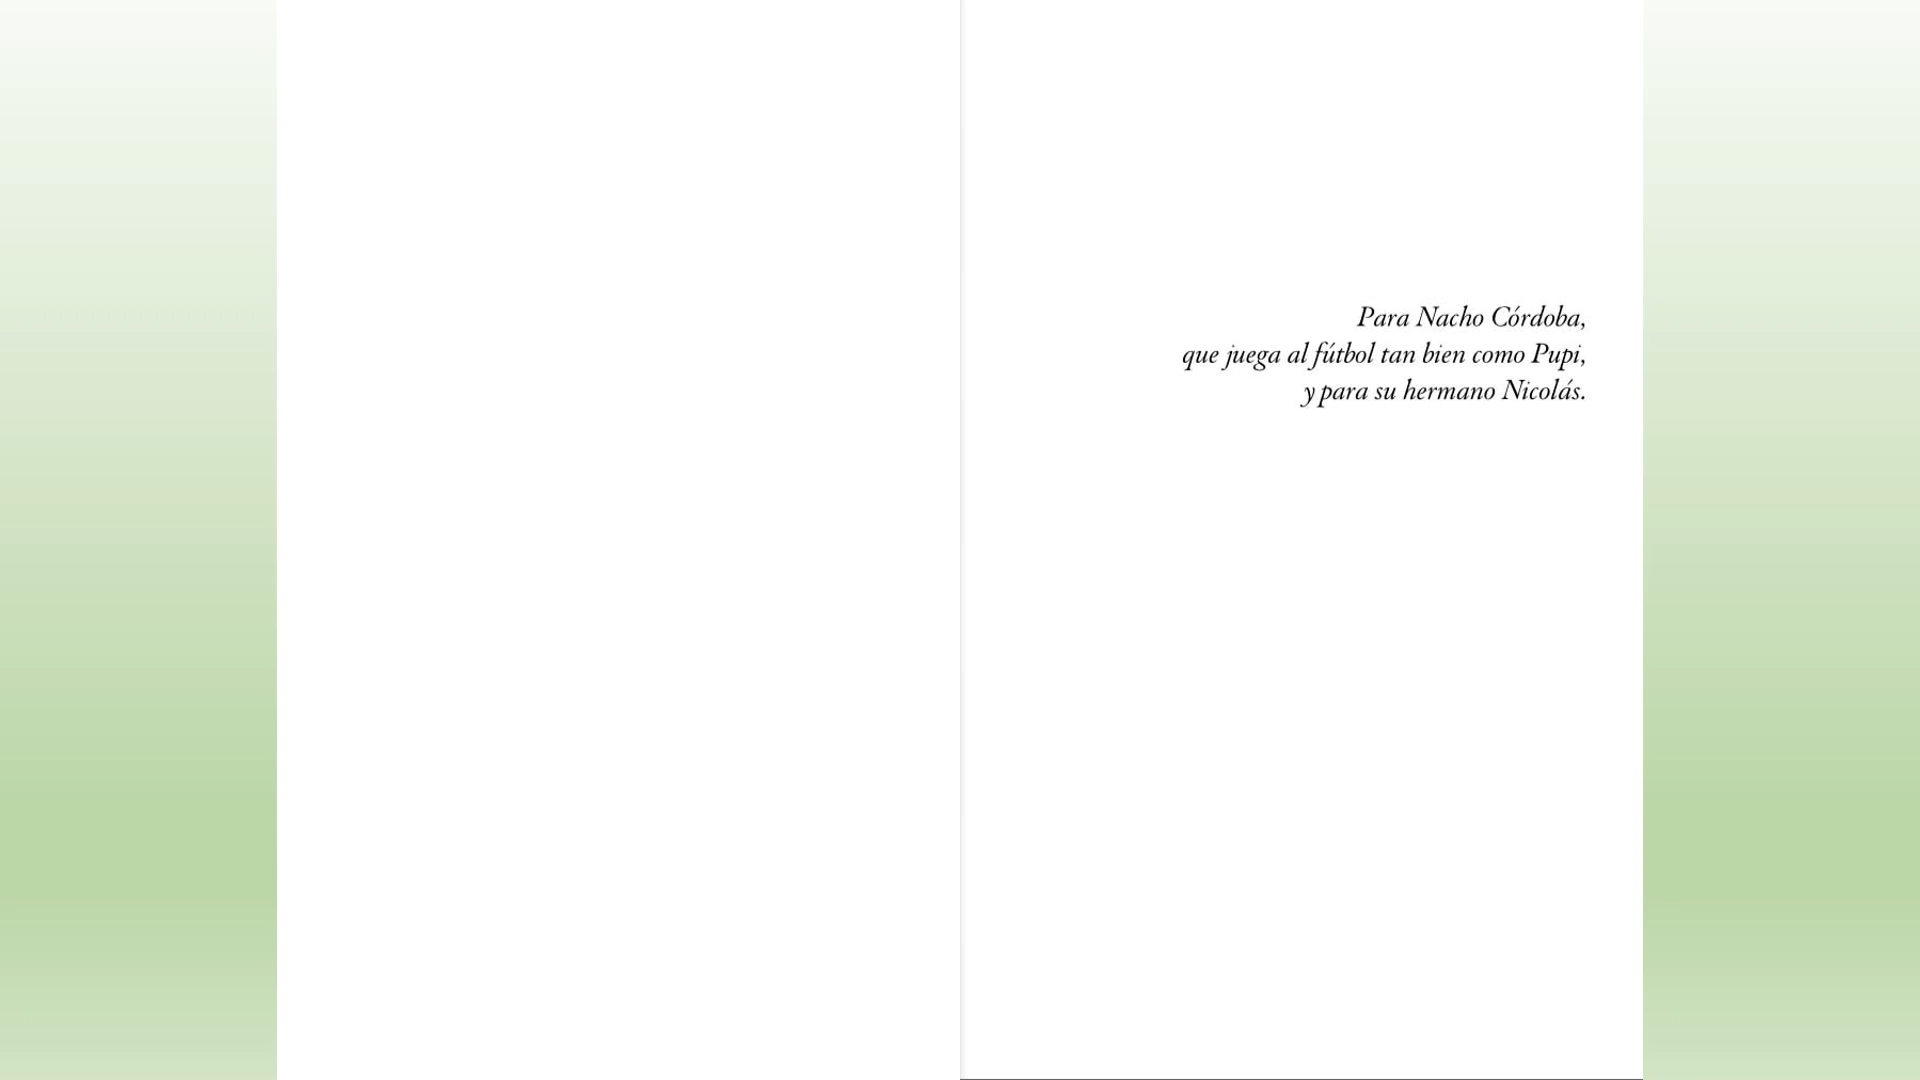 Para Nacho Córdoba,
que juega al fútbol tan bien como Pupi,
y para su hermano Nicolás.